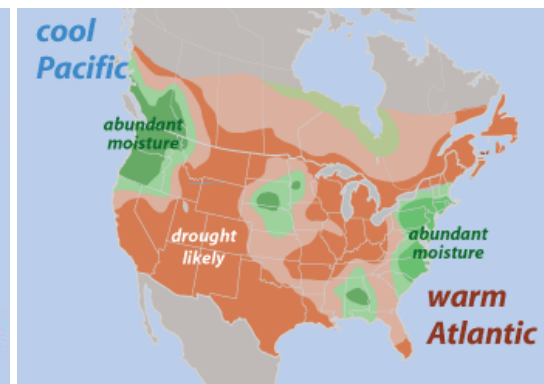 cool
Pacific
abundant
moisture
drought
likely
abundant
moisture
warm
Atlantic